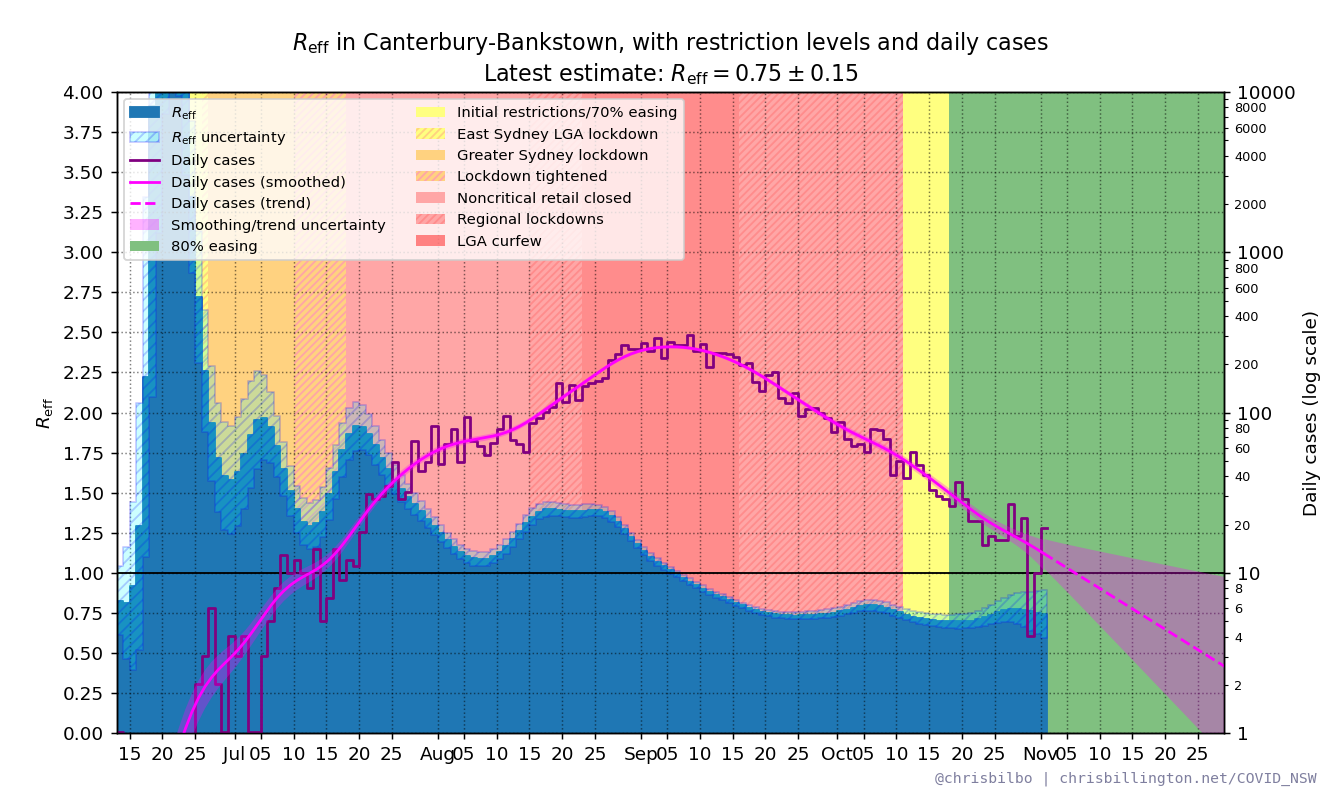 R_eff in Canterbury-Bankstown, with restriction levels and daily cases
Latest estimate: R_eff = 0.75 ± 0.15
R_eff
R_eff uncertainty
Daily cases
Daily cases (smoothed)
Daily cases (trend)
Smoothing/trend uncertainty
80% easing
Initial restrictions/70% easing
East Sydney LGA lockdown
Greater Sydney lockdown
Lockdown tightened
Noncritical retail closed
Regional lockdowns
LGA curfew
R_eff
4.00
3.75
3.50
3.25
3.00
2.75
2.50
2.25
2.00
1.75
1.50
1.25
1.00
0.75
0.50
0.25
0.00
10000
8000
6000
4000
2000
1000
800
600
400
200
100
80
60
40
20
10
8
6
4
2
1
Daily cases (log scale)
15 20 25 Jul 05 10 15 20 25 Aug 05 10 15 20 25 Sep 05 10 15 20 25 Oct 05 10 15 20 25 Nov 05 10 15 20 25
@chrisbilbo | chrisbillington.net/COVID_NSW